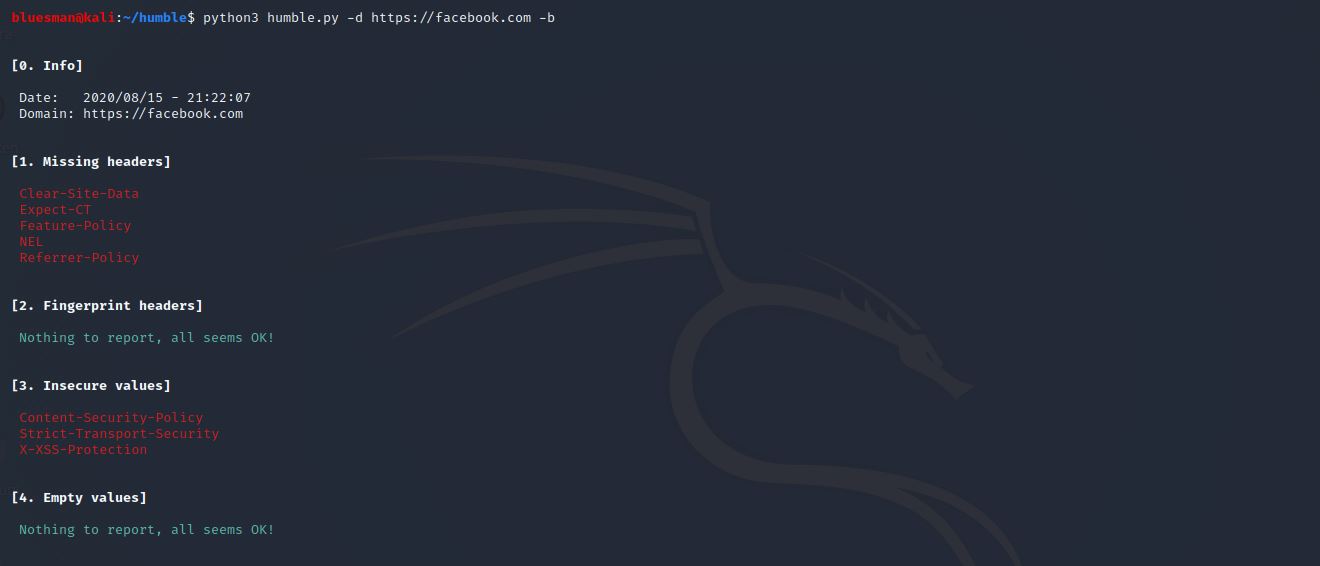 bluesman@kali:~/humble$ python3 humble.py -d https://facebook.com -b
[0. Info]
Date:   2020/08/15 - 21:22:07
Domain: https://facebook.com
[1. Missing headers]
Clear-Site-Data
Expect-CT
Feature-Policy
NEL
Referrer-Policy
[2. Fingerprint headers]
Nothing to report, all seems OK!
[3. Insecure values]
Content-Security-Policy
Strict-Transport-Security
X-XSS-Protection
[4. Empty values]
Nothing to report, all seems OK!